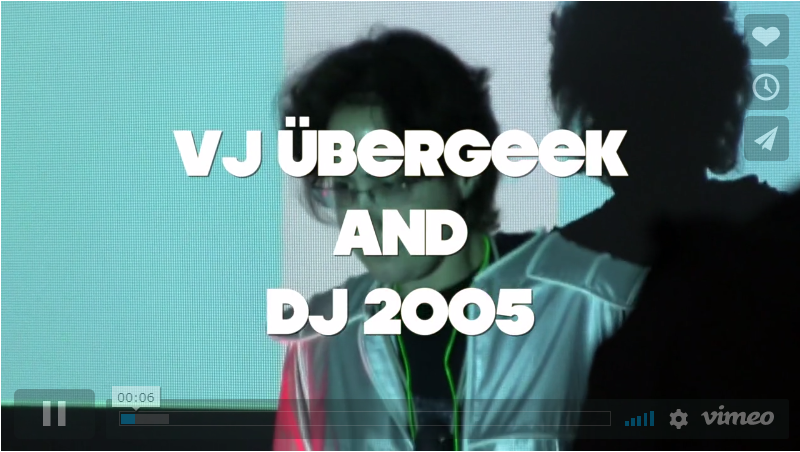 VJ ÜBERGEEK
AND
DJ 2005
00:06
vimeo